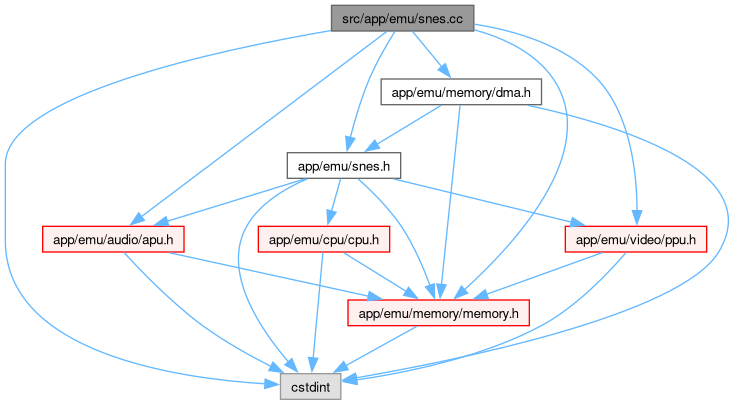 src/app/emu/snes.cc
app/emu/memory/dma.h
app/emu/snes.h
app/emu/audio/apu.h
app/emu/cpu/cpu.h
app/emu/video/ppu.h
app/emu/memory/memory.h
cstdint